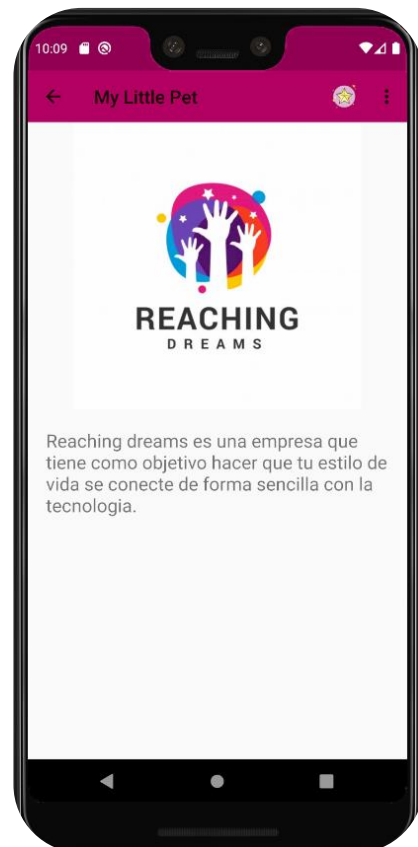 10:09
My Little Pet
REACHING
DREAMS
Reaching dreams es una empresa que
tiene como objetivo hacer que tu estilo de
vida se conecte de forma sencilla con la
tecnologia.